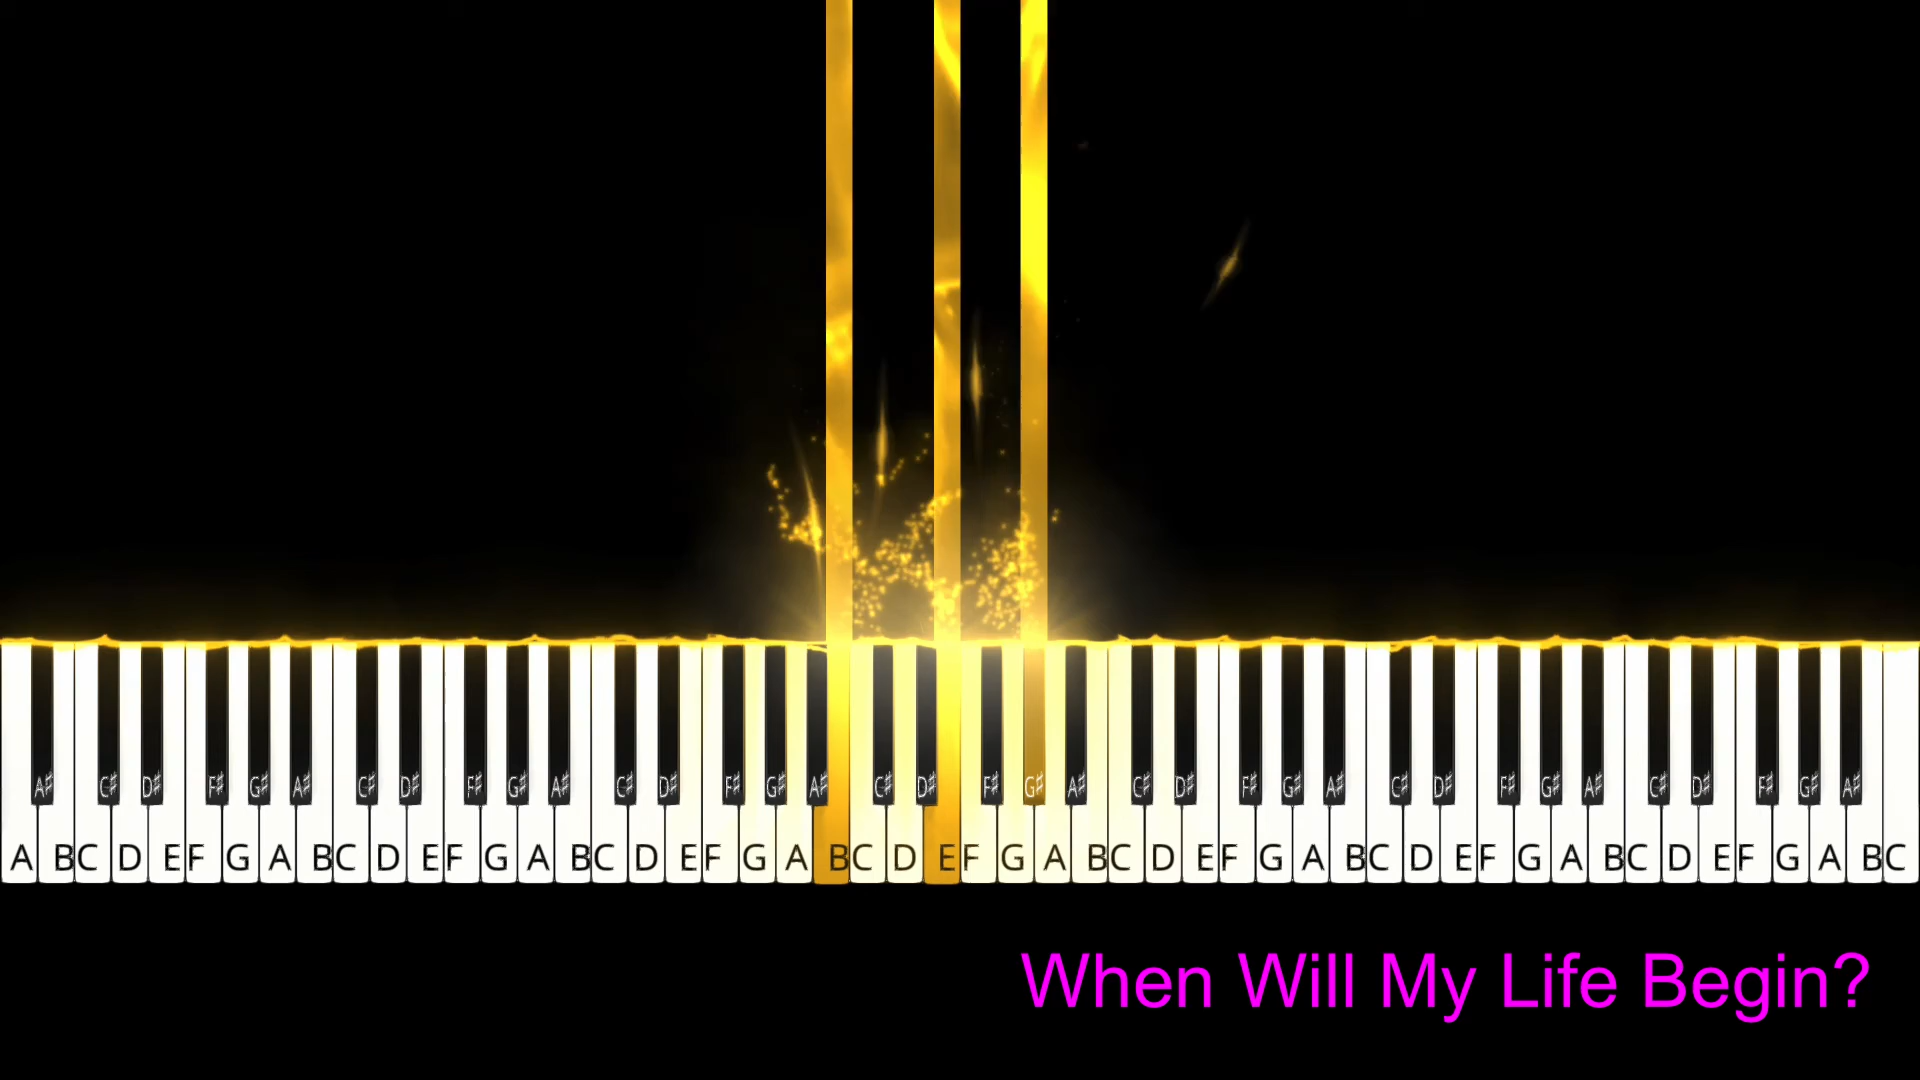 A♯ C♯ D♯ F♯ G♯ A♯ C♯ D♯ F♯ G♯ A♯ C♯ D♯ F♯ G♯ A♯ C♯ D♯ F♯ G♯ A♯ C♯ D♯ F♯ G♯ A♯ C♯ D♯ F♯ G♯ A♯ C♯ D♯ F♯ G♯ A♯
A B C D E F G A B C D E F G A B C D E F G A B C D E F G A B C D E F G A B C D E F G A B C D E F G A B C
When Will My Life Begin?